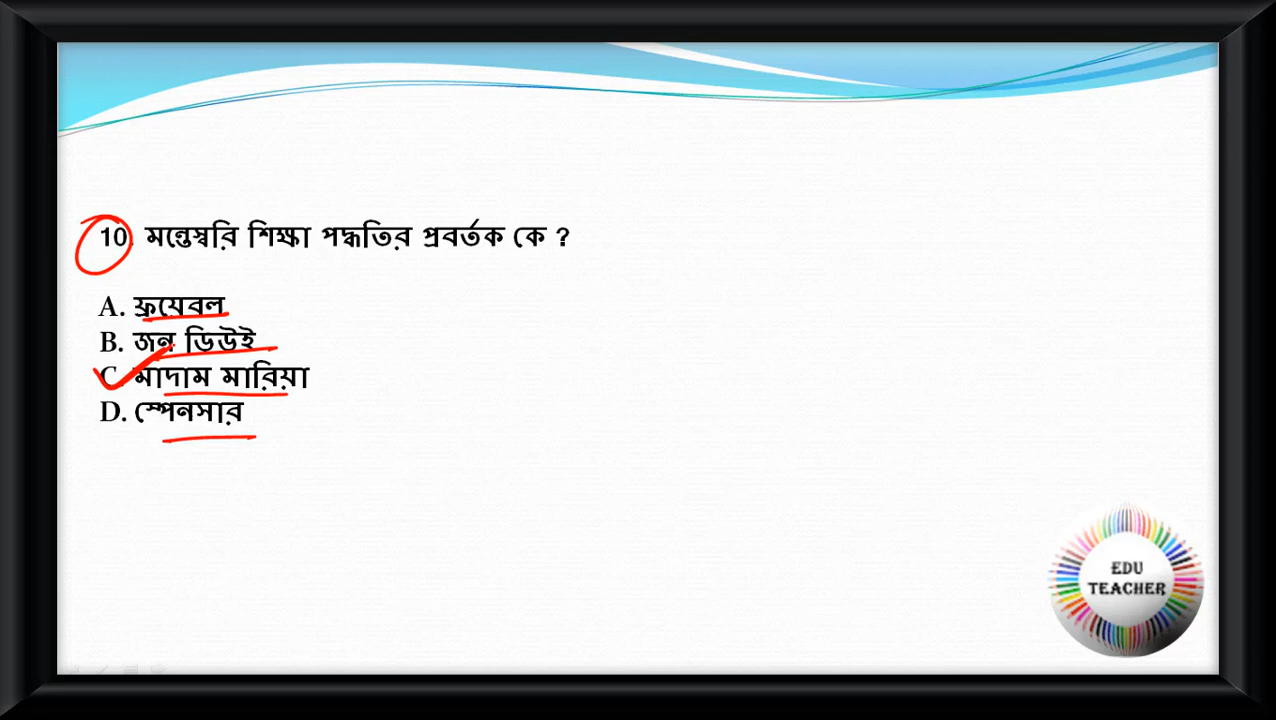 10. মন্তেস্বরি শিক্ষা পদ্ধতির প্রবর্তক কে ?
A. ফ্রয়েবল
B. জন ডিউই
C. মাদাম মারিয়া
D. স্পেনসার
EDU
TEACHER